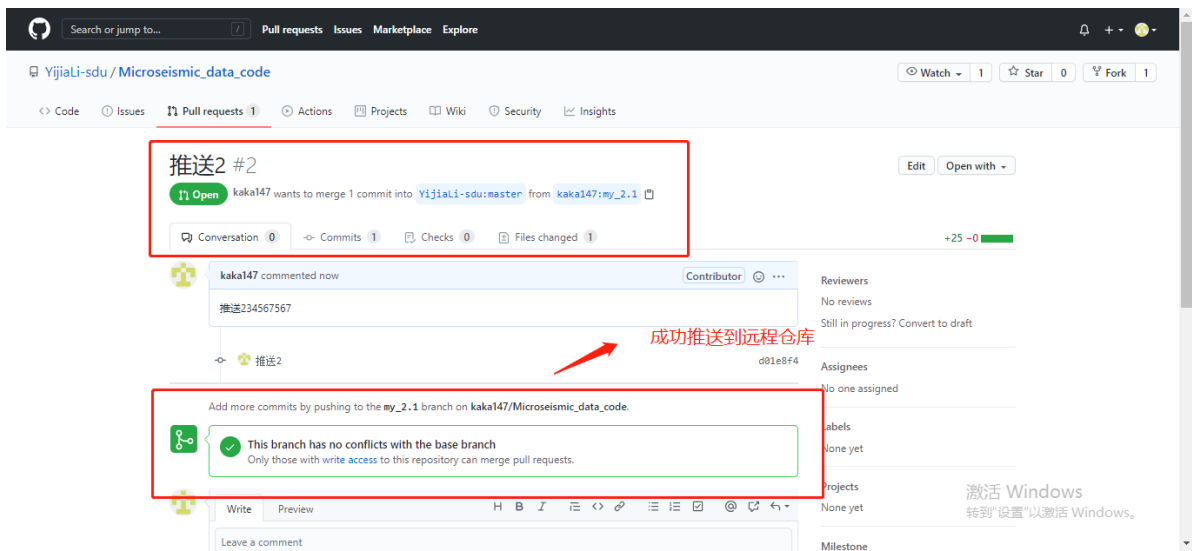 Search or jump to... /
Pull requests Issues Marketplace Explore
YijiaLi-sdu / Microseismic_data_code
Watch 1 Star 0 Fork 1
Code Issues Pull requests 1 Actions Projects Wiki Security Insights
推送2 #2
Edit Open with
Open kaka147 wants to merge 1 commit into YijiaLi-sdu:master from kaka147:my_2.1
Conversation 0 Commits 1 Checks 0 Files changed 1
+25 −0
kaka147 commented now
Contributor
推送234567567
成功推送到远程仓库
推送2
d01e8f4
Add more commits by pushing to the my_2.1 branch on kaka147/Microseismic_data_code.
This branch has no conflicts with the base branch
Only those with write access to this repository can merge pull requests.
Write Preview
H B I
Leave a comment
Reviewers
No reviews
Still in progress? Convert to draft
Assignees
No one assigned
Labels
None yet
Projects
None yet
Milestone
激活 Windows
转到"设置"以激活 Windows。